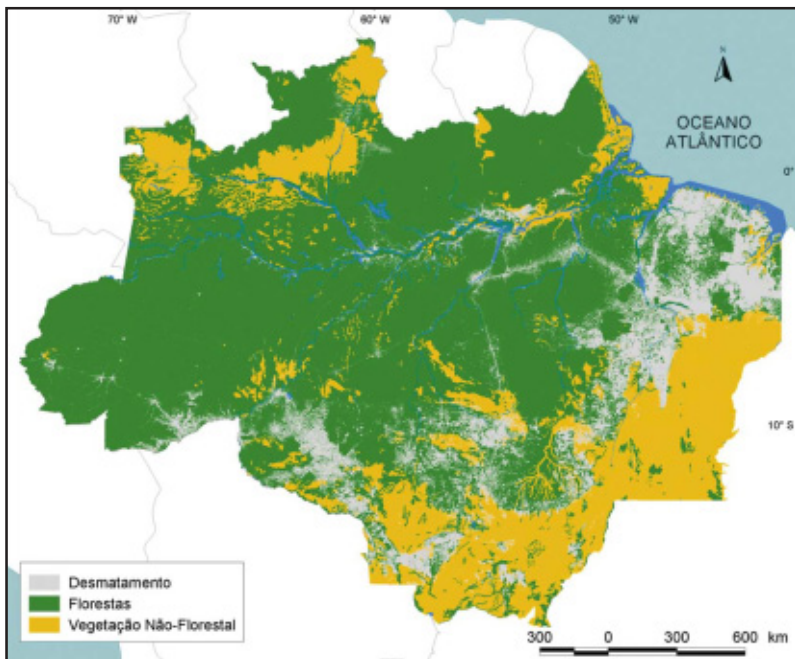 70° W
60° W
50° W
N
OCEANO
ATLÂNTICO
0°
10° S
Desmatamento
Florestas
Vegetação Não-Florestal
300 0 300 600 km